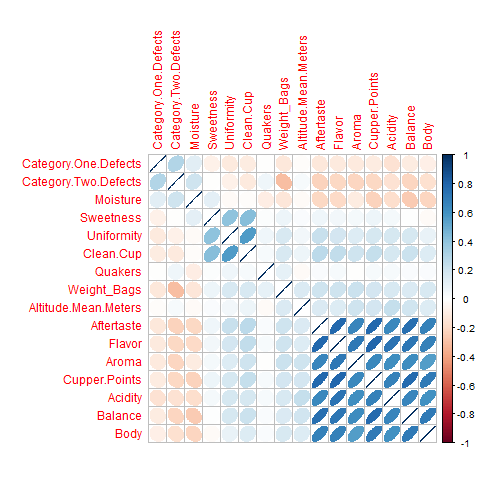 Category.One.Defects
Category.Two.Defects
Moisture
Sweetness
Uniformity
Clean.Cup
Quakers
Weight_Bags
Altitude.Mean.Meters
Aftertaste
Flavor
Aroma
Cupper.Points
Acidity
Balance
Body
Category.One.Defects
Category.Two.Defects
Moisture
Sweetness
Uniformity
Clean.Cup
Quakers
Weight_Bags
Altitude.Mean.Meters
Aftertaste
Flavor
Aroma
Cupper.Points
Acidity
Balance
Body
1
0.8
0.6
0.4
0.2
0
-0.2
-0.4
-0.6
-0.8
-1